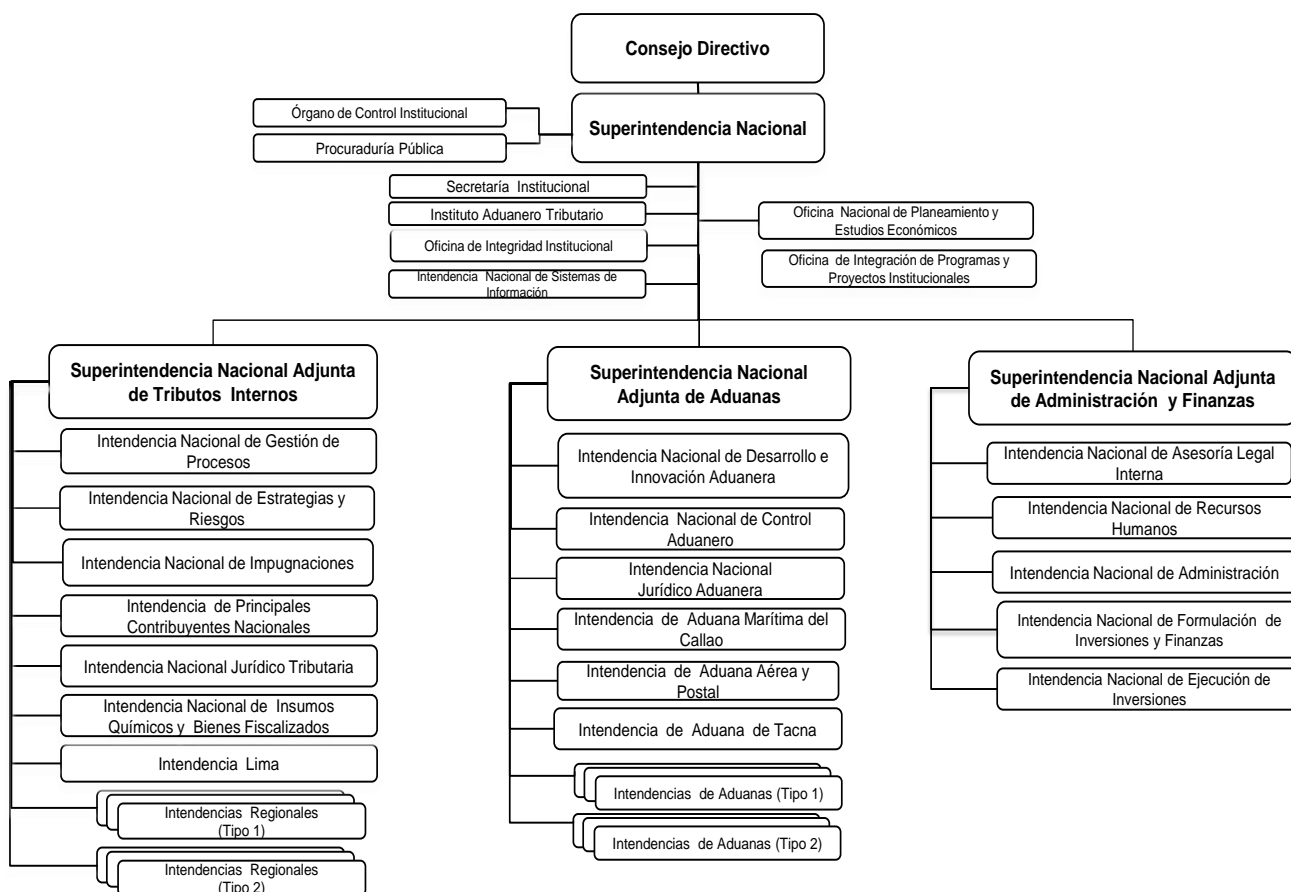 Consejo Directivo
Superintendencia Nacional
Órgano de Control Institucional
Procuraduría Pública
Secretaría Institucional
Instituto Aduanero Tributario
Oficina de Integridad Institucional
Intendencia Nacional de Sistemas de
Información
Oficina Nacional de Planeamiento y
Estudios Económicos
Oficina de Integración de Programas y
Proyectos Institucionales
Superintendencia Nacional Adjunta
de Tributos Internos
Intendencia Nacional de Gestión de
Procesos
Intendencia Nacional de Estrategias y
Riesgos
Intendencia Nacional de Impugnaciones
Intendencia de Principales
Contribuyentes Nacionales
Intendencia Nacional Jurídico Tributaria
Intendencia Nacional de Insumos
Químicos y Bienes Fiscalizados
Intendencia Lima
Intendencias Regionales
(Tipo 1)
Intendencias Regionales
(Tipo 2)
Superintendencia Nacional
Adjunta de Aduanas
Intendencia Nacional de Desarrollo e
Innovación Aduanera
Intendencia Nacional de Control
Aduanero
Intendencia Nacional
Jurídico Aduanera
Intendencia de Aduana Marítima del
Callao
Intendencia de Aduana Aérea y
Postal
Intendencia de Aduana de Tacna
Intendencias de Aduanas (Tipo 1)
Intendencias de Aduanas (Tipo 2)
Superintendencia Nacional Adjunta
de Administración y Finanzas
Intendencia Nacional de Asesoría Legal
Interna
Intendencia Nacional de Recursos
Humanos
Intendencia Nacional de Administración
Intendencia Nacional de Formulación de
Inversiones y Finanzas
Intendencia Nacional de Ejecución de
Inversiones